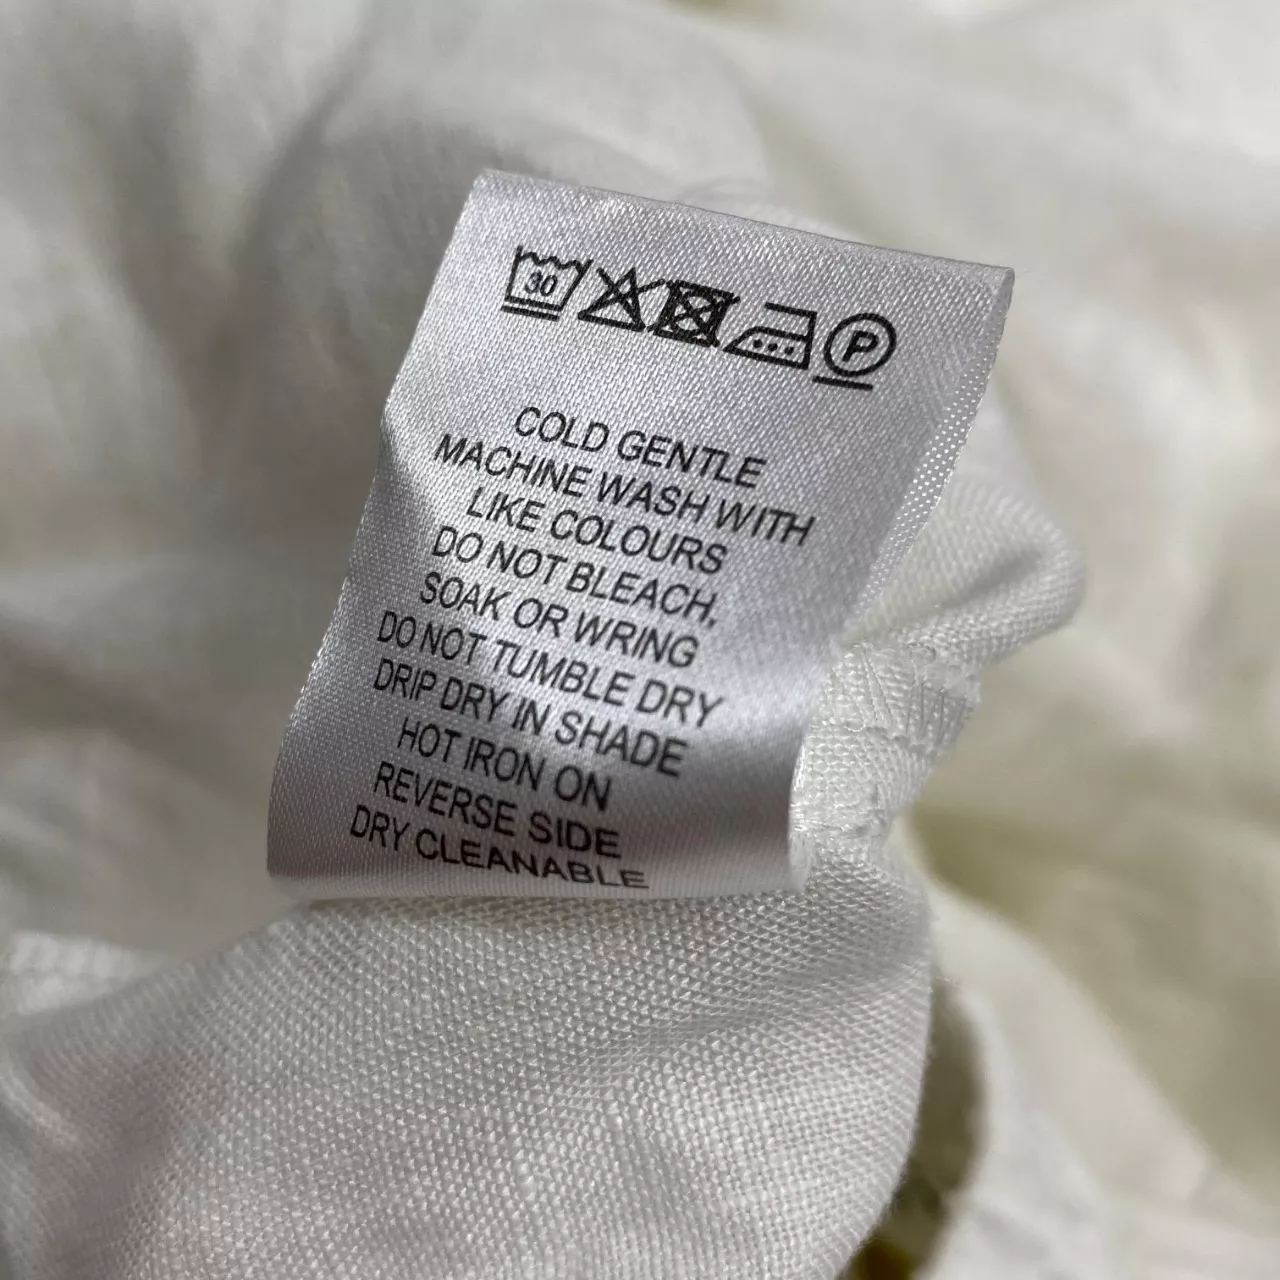 30 P
COLD GENTLE
MACHINE WASH WITH
LIKE COLOURS
DO NOT BLEACH,
SOAK OR WRING
DO NOT TUMBLE DRY
DRIP DRY IN SHADE
HOT IRON ON
REVERSE SIDE
DRY CLEANABLE